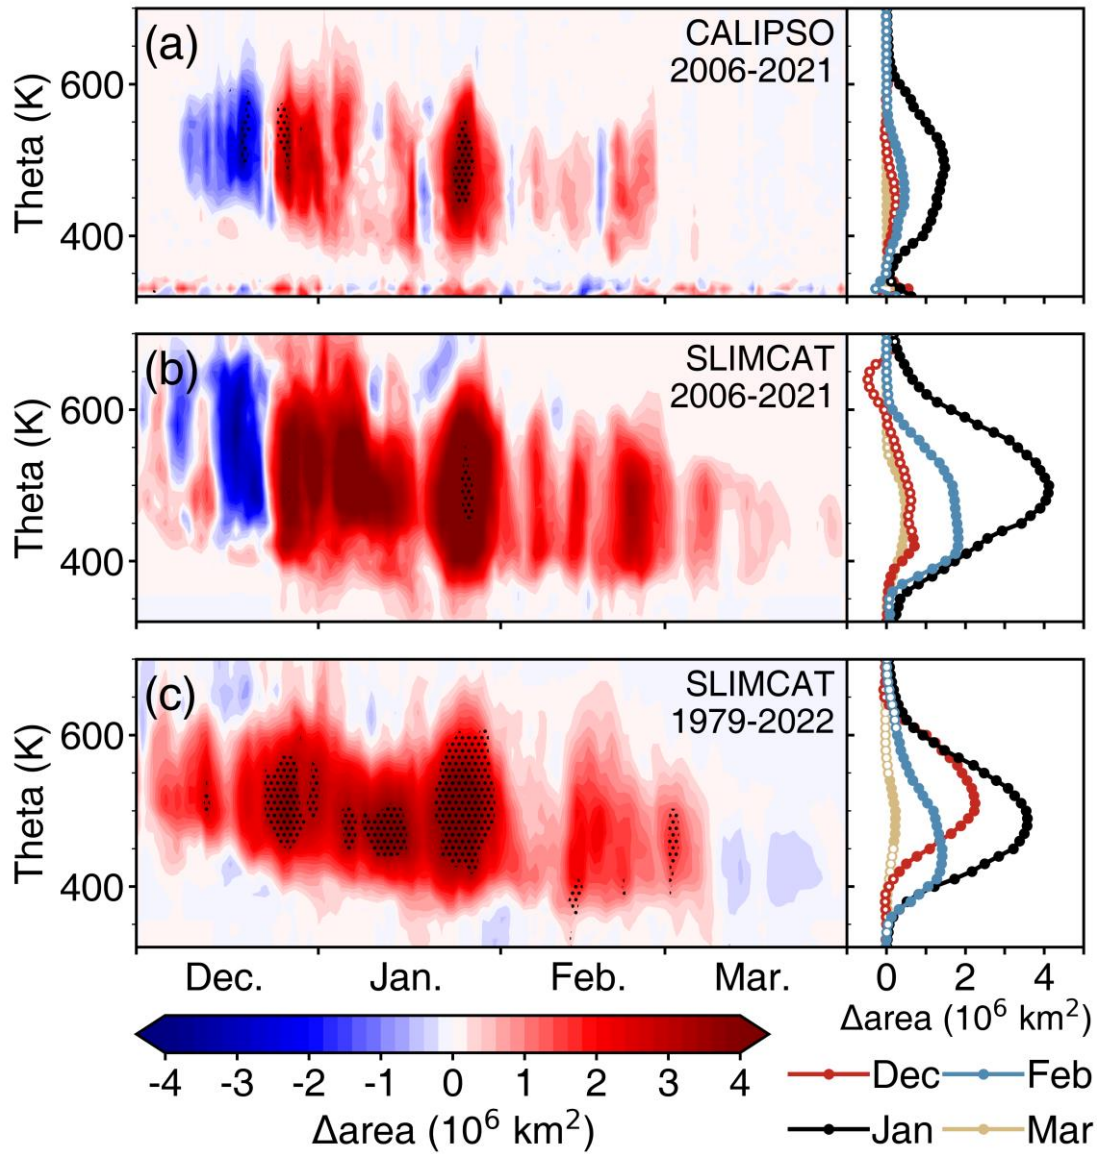 (a)
CALIPSO
2006-2021
Theta (K)
600
400
(b)
SLIMCAT
2006-2021
Theta (K)
600
400
(c)
SLIMCAT
1979-2022
Theta (K)
600
400
Dec. Jan. Feb. Mar.
0 2 4
Δarea (10⁶ km²)
-4 -3 -2 -1 0 1 2 3 4
Δarea (10⁶ km²)
Dec Feb
Jan Mar